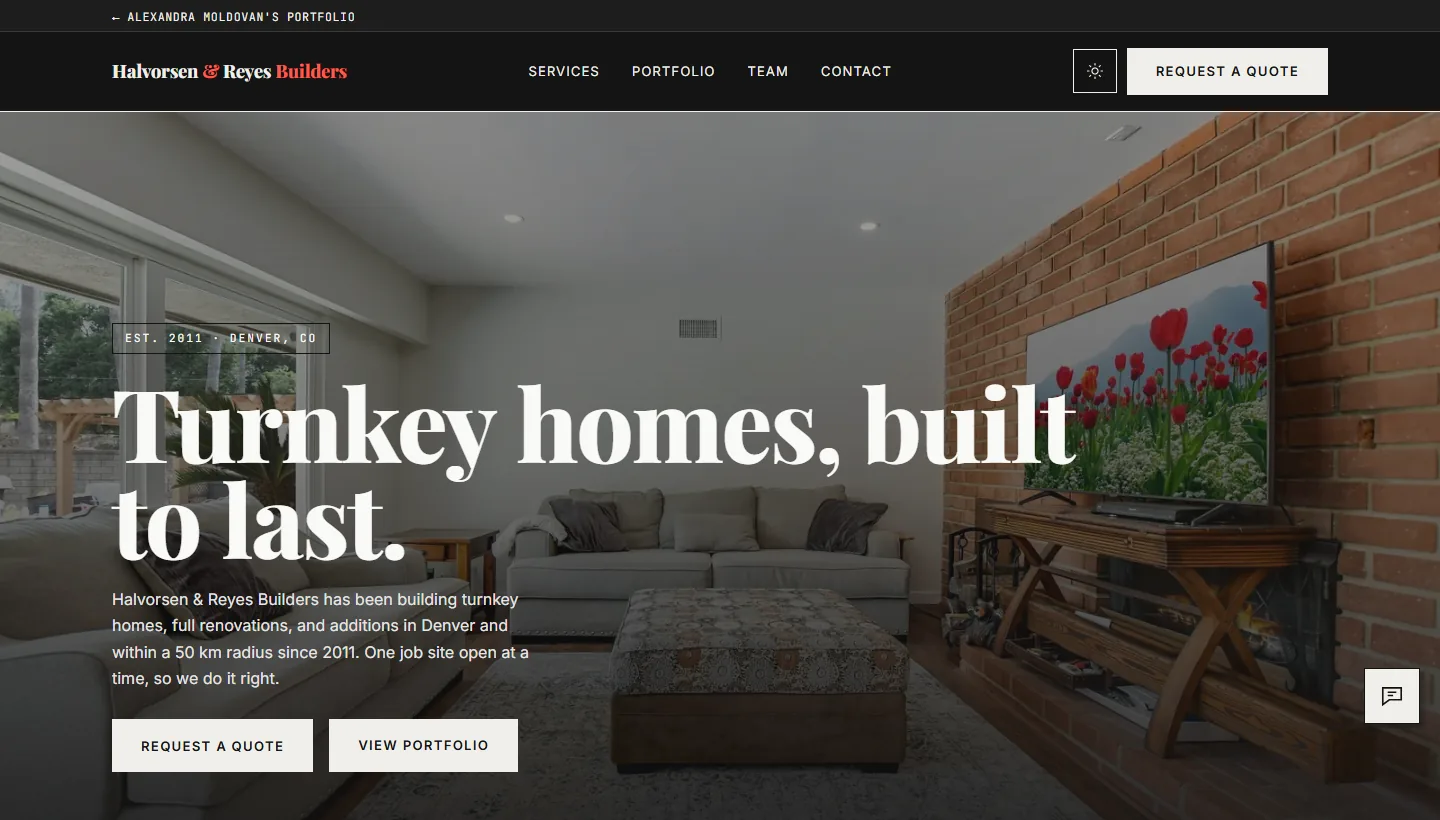 ← ALEXANDRA MOLDOVAN'S PORTFOLIO
Halvorsen & Reyes Builders
SERVICES
PORTFOLIO
TEAM
CONTACT
REQUEST A QUOTE
EST. 2011 · DENVER, CO
Turnkey homes, built
to last.
Halvorsen & Reyes Builders has been building turnkey
homes, full renovations, and additions in Denver and
within a 50 km radius since 2011. One job site open at a
time, so we do it right.
REQUEST A QUOTE
VIEW PORTFOLIO